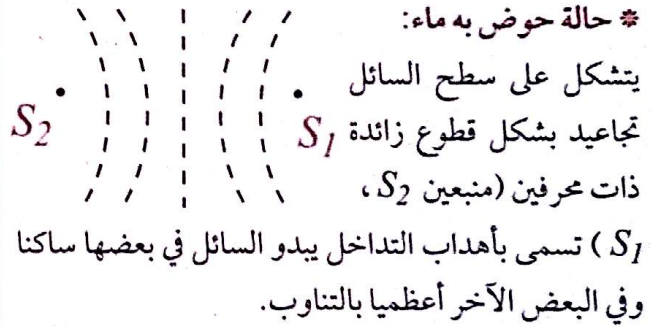 * حالة حوض به ماء:
يتشكل على سطح السائل
تجاعيد بشكل قطوع زائدة
ذات محرفين (منبعين S2،
S1) تسمى بأهداب التداخل يبدو السائل في بعضها ساكنا
وفي البعض الآخر أعظميا بالتناوب.
S2
S1